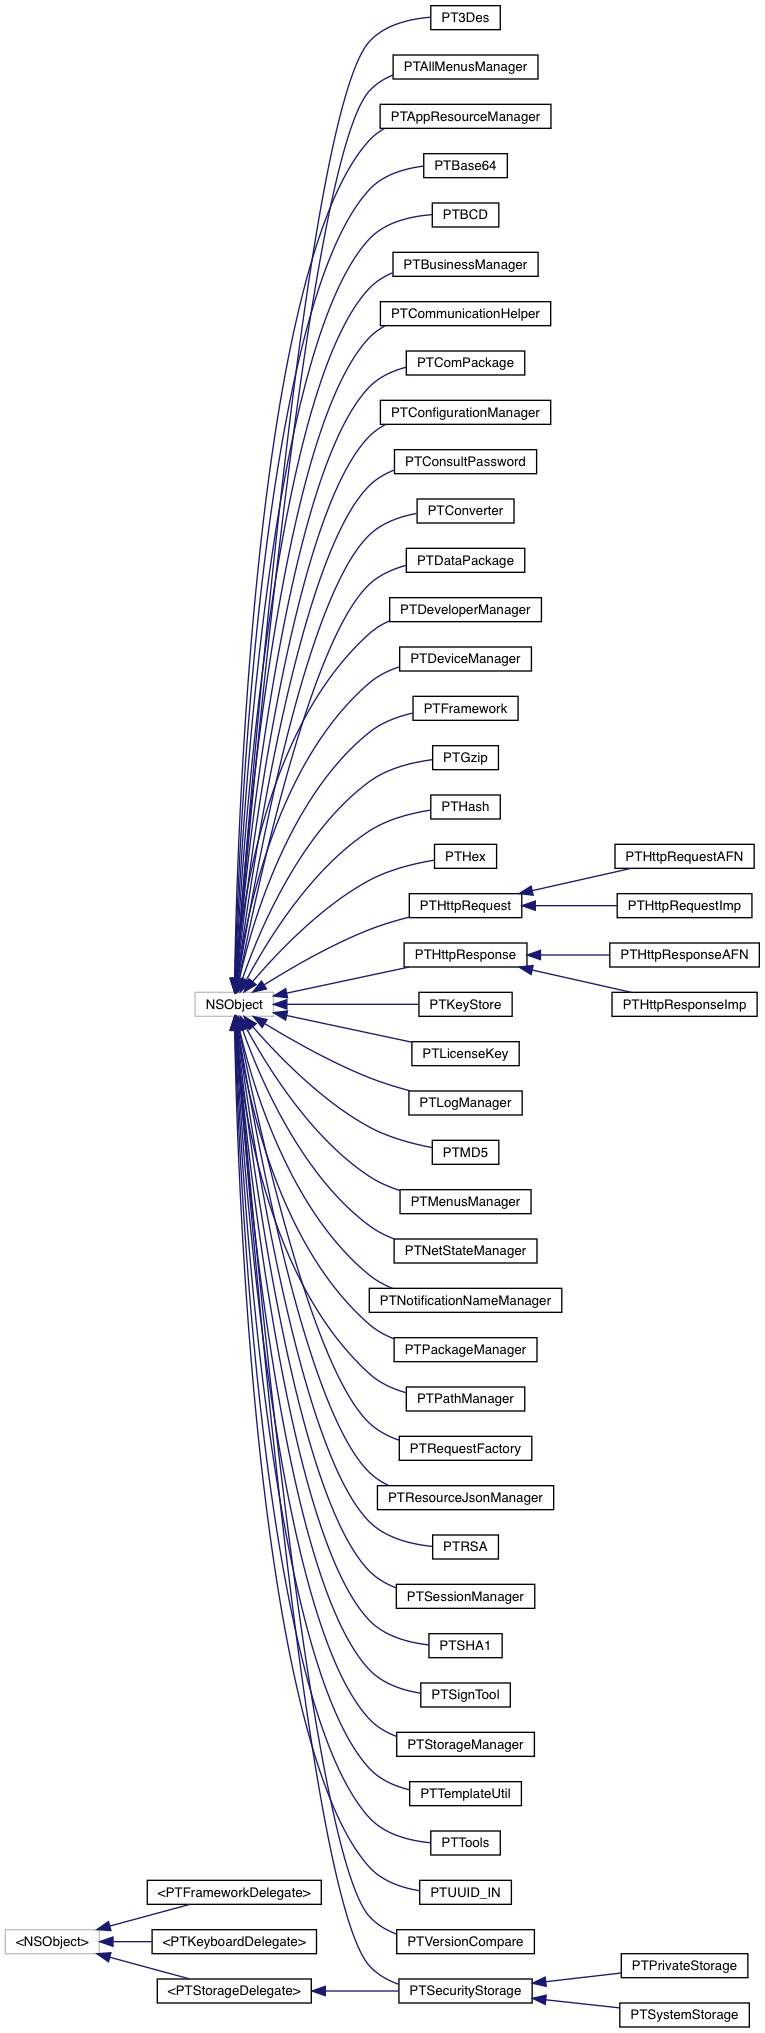 PT3Des
PTAllMenusManager
PTAppResourceManager
PTBase64
PTBCD
PTBusinessManager
PTCommunicationHelper
PTComPackage
PTConfigurationManager
PTConsultPassword
PTConverter
PTDataPackage
PTDeveloperManager
PTDeviceManager
PTFramework
PTGzip
PTHash
PTHex
PTHttpRequestAFN
PTHttpRequest
PTHttpRequestImp
PTHttpResponse
PTHttpResponseAFN
NSObject
PTKeyStore
PTHttpResponseImp
PTLicenseKey
PTLogManager
PTMD5
PTMenusManager
PTNetStateManager
PTNotificationNameManager
PTPackageManager
PTPathManager
PTRequestFactory
PTResourceJsonManager
PTRSA
PTSessionManager
PTSHA1
PTSignTool
PTStorageManager
PTTemplateUtil
PTTools
PTUUID_IN
<PTFrameworkDelegate>
<NSObject>
<PTKeyboardDelegate>
PTVersionCompare
PTPrivateStorage
<PTStorageDelegate>
PTSecurityStorage
PTSystemStorage